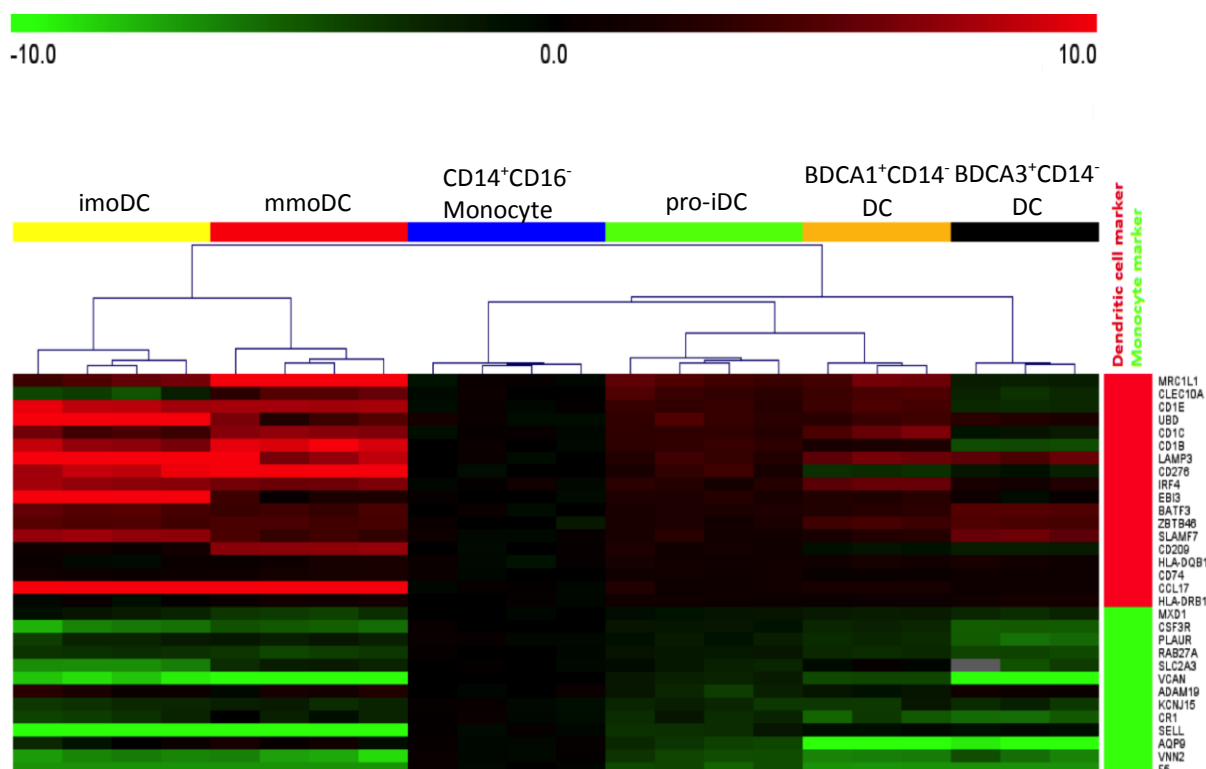 -10.0 0.0 10.0
imoDC
mmoDC
CD14⁺CD16⁻
Monocyte
pro-iDC
BDCA1⁺CD14⁻
DC
BDCA3⁺CD14⁻
DC
Dendritic cell marker
Monocyte marker
MRC1L1
CLEC10A
CD1E
UBD
CD1C
CD1B
LAMP3
CD276
IRF4
EBI3
BATF3
ZBTB46
SLAMF7
CD209
HLA-DQB1
CD74
CCL17
HLA-DRB1
MXD1
CSF3R
PLAUR
RAB27A
SLC2A3
VCAN
ADAM19
KCNJ15
CR1
SELL
AQP9
VNN2